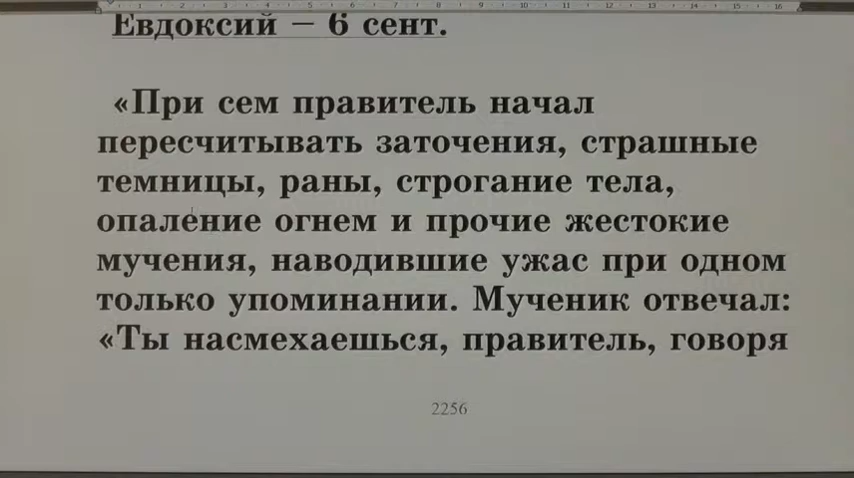 Евдоксий – 6 сент.
«При сем правитель начал
пересчитывать заточения, страшные
темницы, раны, строгание тела,
опаление огнем и прочие жестокие
мучения, наводившие ужас при одном
только упоминании. Мученик отвечал:
«Ты насмехаешься, правитель, говоря
2256